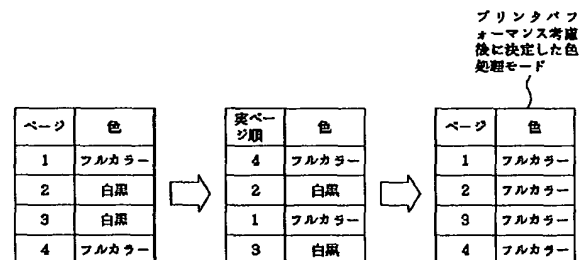 プリンタパフ
ォーマンス考慮
後に決定した色
処理モード
ページ 色
1 フルカラー
2 白黒
3 白黒
4 フルカラー
実ペー
ジ順 色
4 フルカラー
2 白黒
1 フルカラー
3 白黒
ページ 色
1 フルカラー
2 フルカラー
3 フルカラー
4 フルカラー